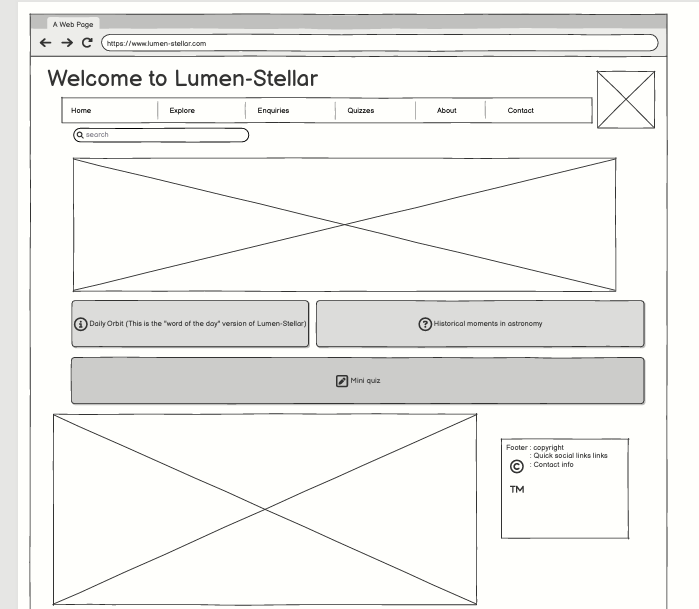 A Web Page
https://www.lumen-stellar.com
Welcome to Lumen-Stellar
Home Explore Enquiries Quizzes About Contact
search
Daily Orbit (This is the "word of the day" version of Lumen-Stellar)
Historical moments in astronomy
Mini quiz
Footer : copyright
: Quick social links links
© : Contact info
TM